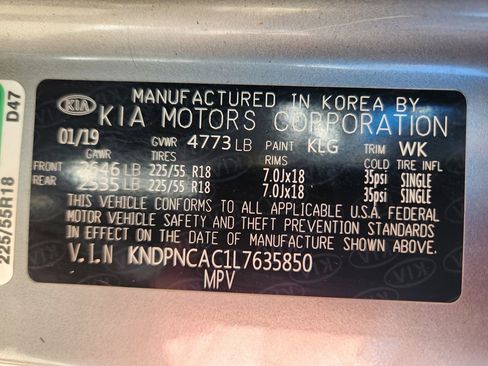 KIA MANUFACTURED IN KOREA BY
KIA MOTORS CORPORATION
01/19 GVWR 4773 LB PAINT KLG TRIM WK
GAWR TIRES RIMS COLD TIRE INFL
FRONT 2646 LB 225/55 R18 7.0Jx18 35psi SINGLE
REAR 2535 LB 225/55 R18 7.0Jx18 35psi SINGLE
THIS VEHICLE CONFORMS TO ALL APPLICABLE U.S.A. FEDERAL
MOTOR VEHICLE SAFETY AND THEFT PREVENTION STANDARDS
IN EFFECT ON THE DATE OF MANUFACTURE SHOWN ABOVE.
V.I.N KNDPNCAC1L7635850
MPV
225/55R18 D47